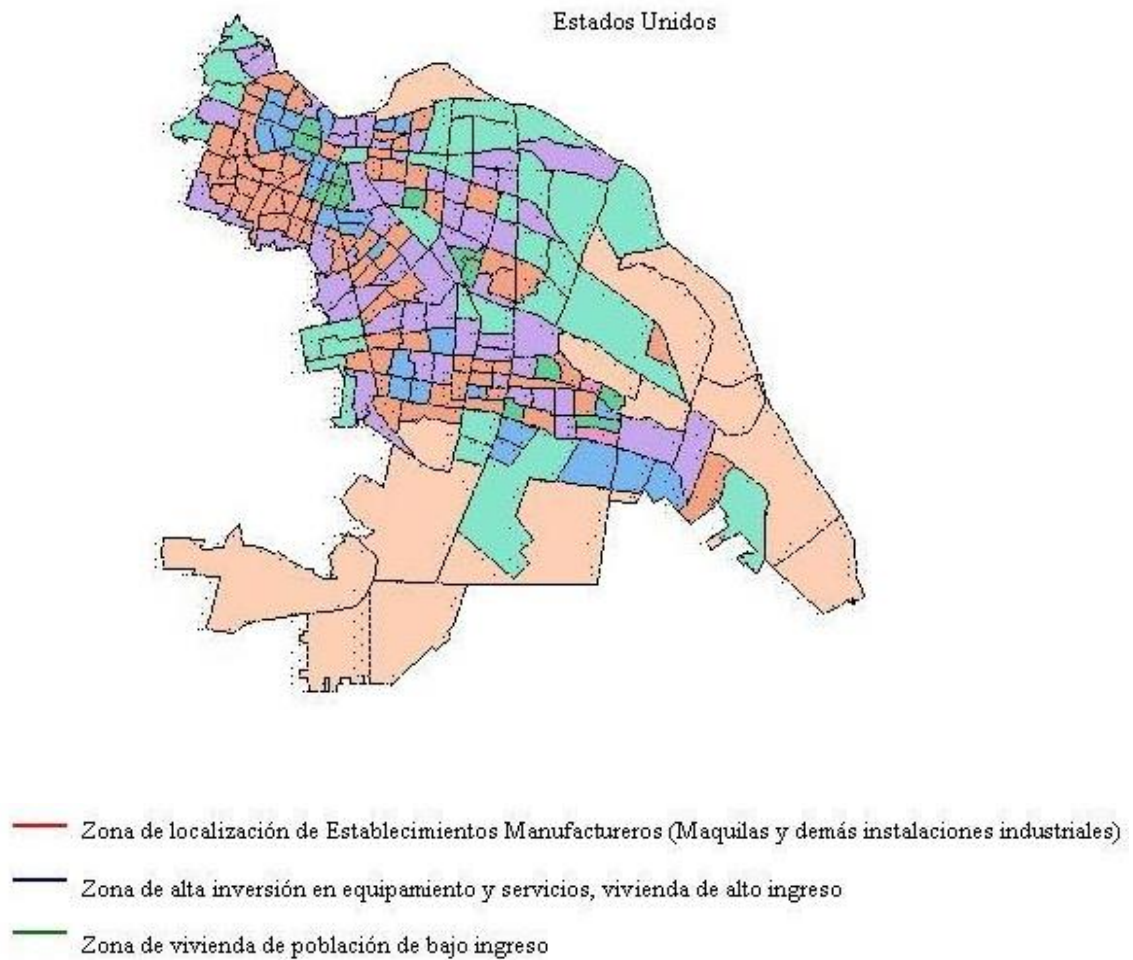 Estados Unidos
Zona de localización de Establecimientos Manufactureros (Maquilas y demás instalaciones industriales)
Zona de alta inversión en equipamiento y servicios, vivienda de alto ingreso
Zona de vivienda de población de bajo ingreso